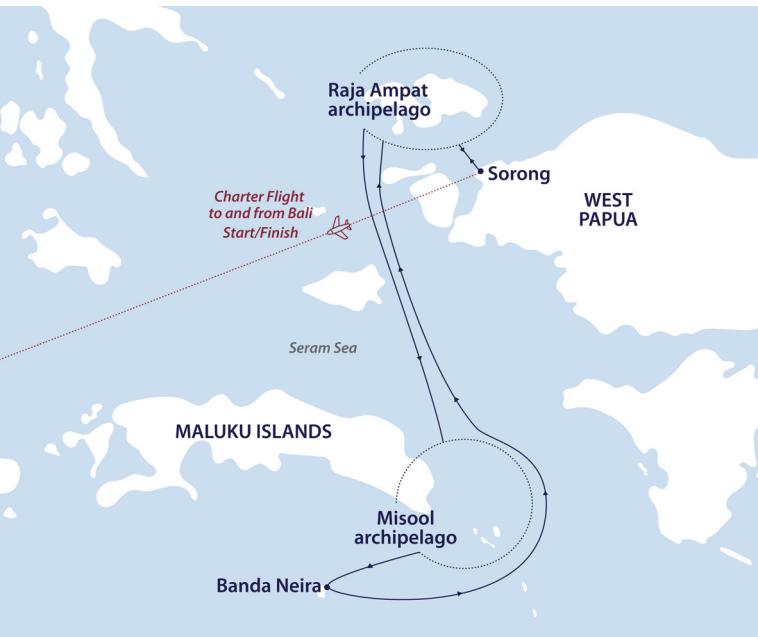 Raja Ampat
archipelago
Sorong
WEST
PAPUA
Charter Flight
to and from Bali
Start/Finish
Seram Sea
MALUKU ISLANDS
Misool
archipelago
Banda Neira